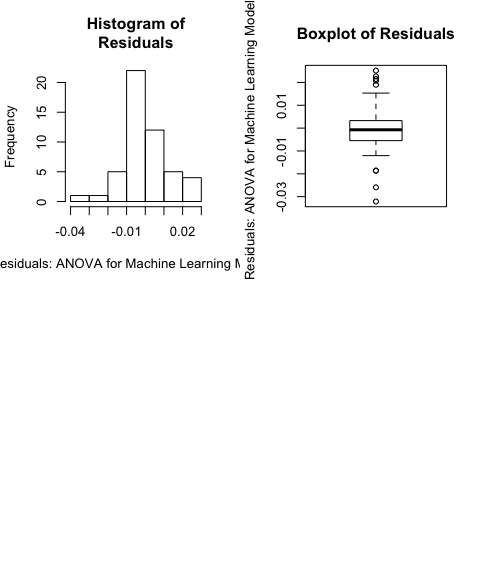 Histogram of
Residuals
Frequency
20
15
10
5
0
-0.04 -0.01 0.02
esiduals: ANOVA for Machine Learning M
Boxplot of Residuals
Residuals: ANOVA for Machine Learning Model
0.01
-0.01
-0.03